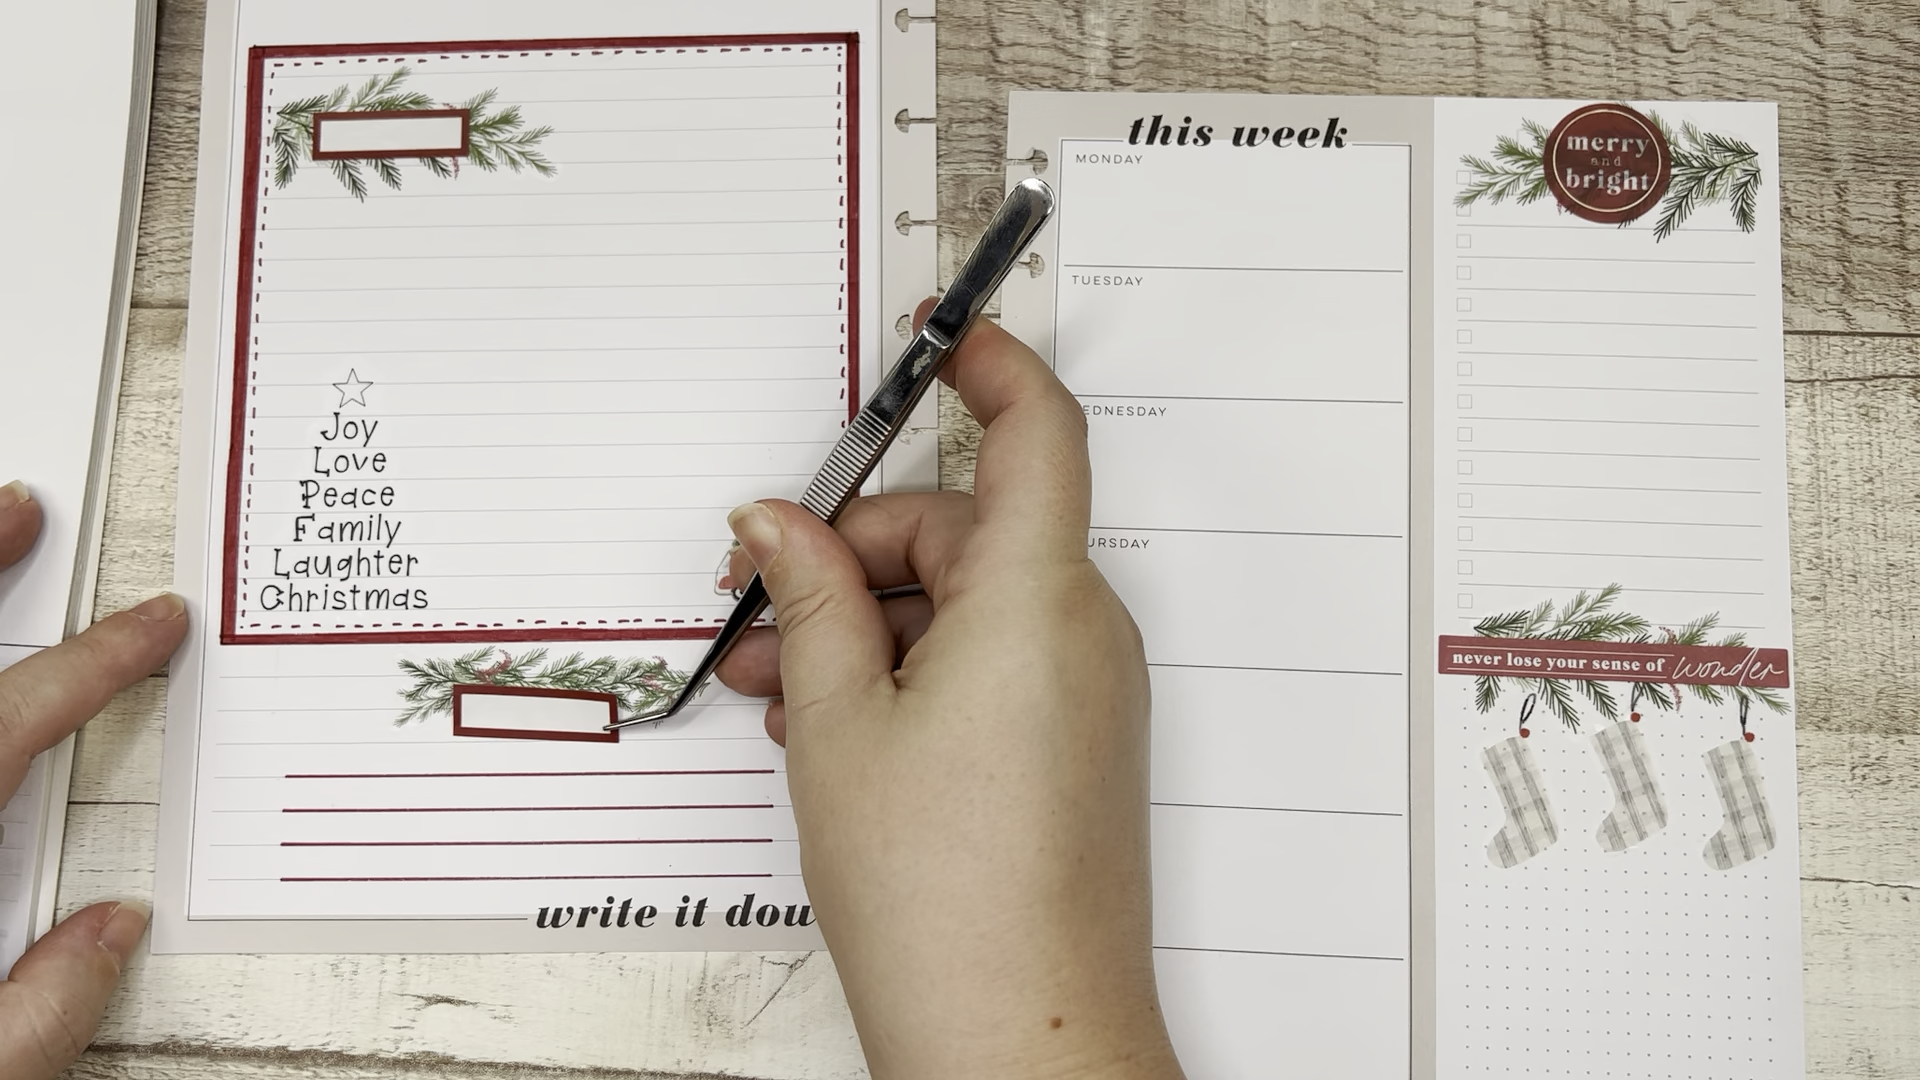 Joy
Love
Peace
Family
Laughter
Christmas
write it dow
this week
MONDAY
TUESDAY
EDNESDAY
URSDAY
merry
and
bright
never lose your sense of wonder